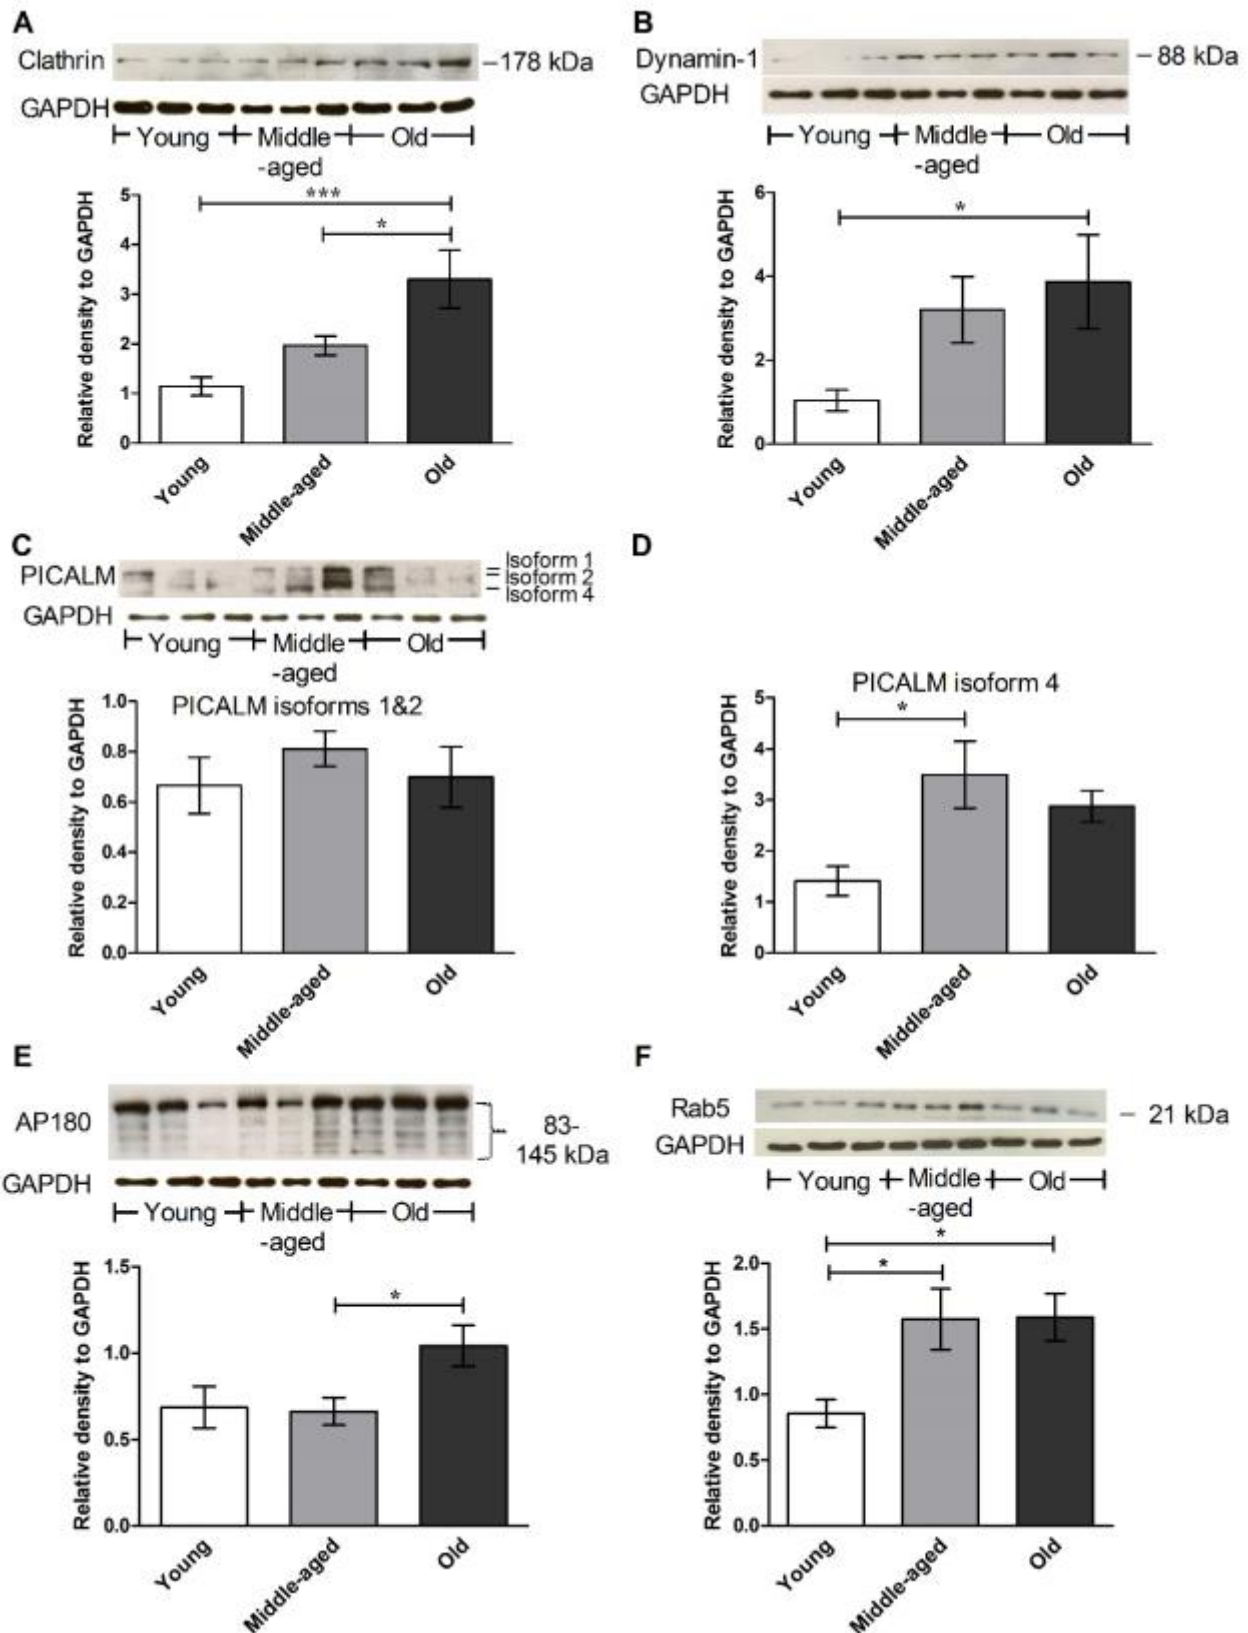 A
Clathrin
–178 kDa
GAPDH
Young
Middle
-aged
Old
Relative density to GAPDH
5
4
3
2
1
0
***
*
Young
Middle-aged
Old
B
Dynamin-1
– 88 kDa
GAPDH
Young
Middle
-aged
Old
Relative density to GAPDH
6
4
2
0
*
Young
Middle-aged
Old
C
PICALM
Isoform 1
Isoform 2
Isoform 4
GAPDH
Young
Middle
-aged
Old
PICALM isoforms 1&2
Relative density to GAPDH
1.0
0.8
0.6
0.4
0.2
0.0
Young
Middle-aged
Old
D
PICALM isoform 4
Relative density to GAPDH
5
4
3
2
1
0
*
Young
Middle-aged
Old
E
AP180
83-
145 kDa
GAPDH
Young
Middle
-aged
Old
Relative density to GAPDH
1.5
1.0
0.5
0.0
*
Young
Middle-aged
Old
F
Rab5
– 21 kDa
GAPDH
Young
Middle
-aged
Old
Relative density to GAPDH
2.0
1.5
1.0
0.5
0.0
*
*
Young
Middle-aged
Old